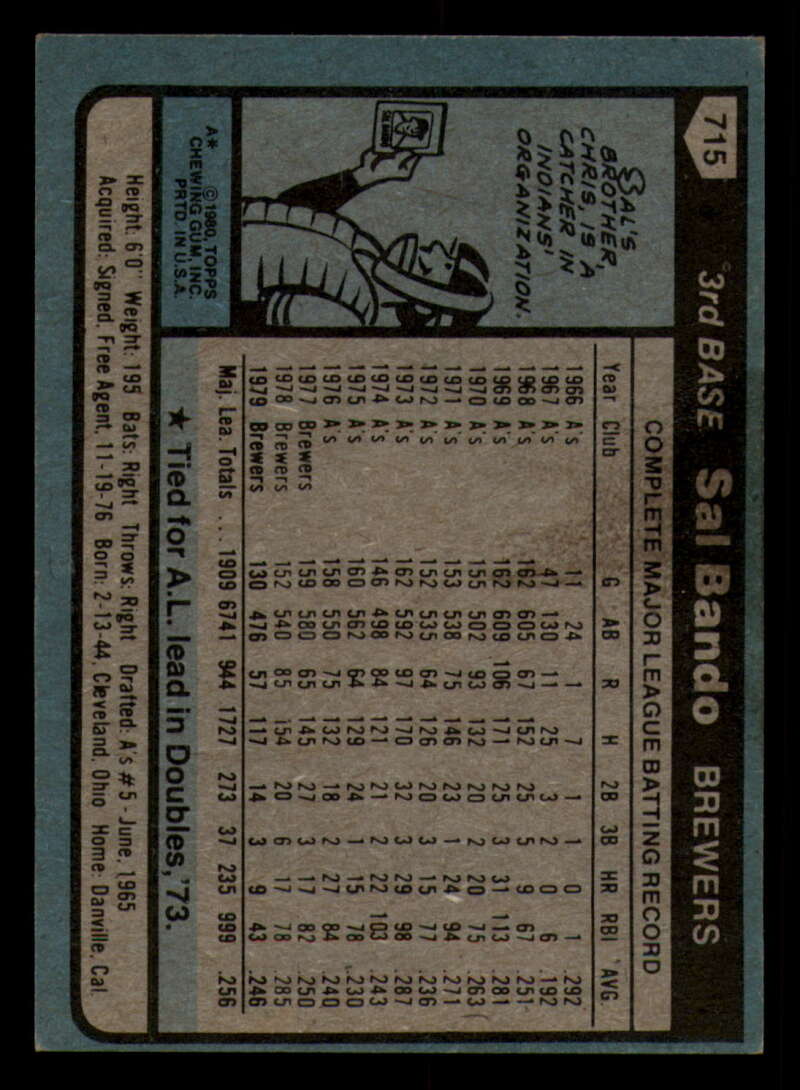 715
3rd BASE Sal Bando BREWERS
SAL'S
BROTHER,
CHRIS, IS A
CATCHER IN
INDIANS'
ORGANIZATION.
A* © 1980, TOPPS
CHEWING GUM, INC.
PRTD. IN U.S.A.
COMPLETE MAJOR LEAGUE BATTING RECORD
Year Club G AB R H 2B 3B HR RBI AVG.
1966 A's 11 24 1 7 1 1 0 1 .292
1967 A's 47 130 11 25 3 2 0 6 .192
1968 A's 162 605 67 152 25 5 9 67 .251
1969 A's 162 609 106 171 25 3 31 113 .281
1970 A's 155 502 93 132 20 2 20 75 .263
1971 A's 153 538 75 146 23 1 24 94 .271
1972 A's 152 535 64 126 20 3 15 77 .236
1973 A's 162 592 97 170 32 3 29 98 .287
1974 A's 146 498 84 121 21 2 22 103 .243
1975 A's 160 562 64 129 24 1 15 78 .230
1976 A's 158 550 75 132 18 2 27 84 .240
1977 Brewers 159 580 65 145 27 3 17 82 .250
1978 Brewers 152 540 85 154 20 6 17 78 .285
1979 Brewers 130 476 57 117 14 3 9 43 .246
Maj. Lea. Totals ... 1909 6741 944 1727 273 37 235 999 .256
★ Tied for A.L. lead in Doubles, '73.
Height: 6'0" Weight: 195 Bats: Right Throws: Right Drafted: A's #5-June, 1965
Acquired: Signed, Free Agent, 11-19-76 Born: 2-13-44, Cleveland, Ohio Home: Danville, Cal.